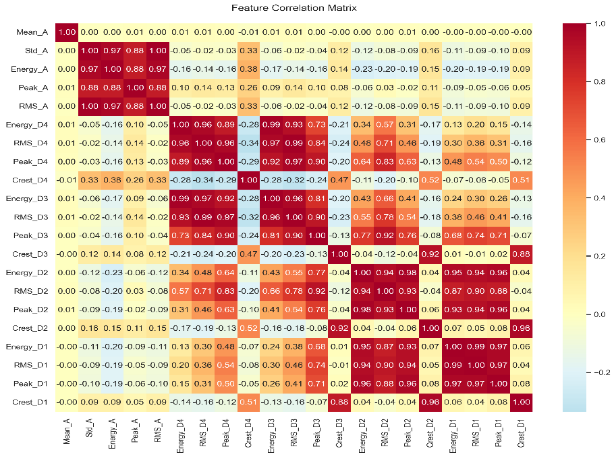 Feature Correlation Matrix
Mean_A 1.00 0.00 0.00 0.01 0.00 0.01 0.01 0.01 -0.01 0.01 0.01 0.00 0.00 0.00 0.00 0.01 0.00 0.00 0.00 0.00 0.00
Std_A 0.00 1.00 0.97 0.88 1.00 -0.05 -0.02 -0.03 0.33 -0.06 -0.02 -0.04 0.12 -0.12 -0.08 -0.09 0.16 -0.11 -0.09 -0.10 0.09
Energy_A 0.00 0.97 1.00 0.88 0.97 -0.16 -0.14 -0.16 0.38 -0.17 -0.14 -0.16 0.14 -0.23 -0.20 -0.19 0.15 -0.20 -0.19 -0.19 0.09
Peak_A 0.01 0.88 0.88 1.00 0.88 0.10 0.14 0.13 0.26 0.09 0.14 0.10 0.08 -0.06 0.03 -0.02 0.11 -0.09 -0.05 -0.06 0.05
RMS_A 0.00 1.00 0.97 0.88 1.00 -0.05 -0.02 -0.03 0.33 -0.06 -0.02 -0.04 0.12 -0.12 -0.08 -0.09 0.15 -0.11 -0.09 -0.10 0.09
Energy_D4 0.01 -0.05 -0.16 0.10 -0.05 1.00 0.96 0.89 -0.28 0.99 0.93 0.73 -0.21 0.34 0.57 0.31 -0.17 0.13 0.20 0.15 -0.14
RMS_D4 0.01 -0.02 -0.14 0.14 -0.02 0.96 1.00 0.96 -0.34 0.97 0.99 0.84 -0.24 0.48 0.71 0.46 -0.19 0.30 0.36 0.31 -0.16
Peak_D4 0.01 -0.03 -0.16 0.13 -0.03 0.89 0.96 1.00 -0.29 0.92 0.97 0.90 -0.20 0.64 0.83 0.63 -0.13 0.48 0.54 0.50 -0.12
Crest_D4 -0.01 0.33 0.38 0.26 0.33 -0.28 -0.34 -0.29 1.00 -0.28 -0.32 -0.24 0.47 -0.11 -0.20 -0.10 0.52 -0.07 -0.08 -0.05 0.51
Energy_D3 0.01 -0.06 -0.17 0.09 -0.06 0.99 0.97 0.92 -0.28 1.00 0.96 0.81 -0.20 0.43 0.66 0.41 -0.16 0.24 0.30 0.26 -0.13
RMS_D3 0.01 -0.02 -0.14 0.14 -0.02 0.93 0.99 0.97 -0.32 0.96 1.00 0.90 -0.23 0.55 0.78 0.54 -0.18 0.38 0.46 0.41 -0.16
Peak_D3 0.00 -0.04 -0.16 0.10 -0.04 0.73 0.84 0.90 -0.24 0.81 0.90 1.00 -0.13 0.77 0.92 0.76 -0.08 0.68 0.74 0.71 -0.07
Crest_D3 0.00 0.12 0.14 0.08 0.12 -0.21 -0.24 -0.20 0.47 -0.20 -0.23 -0.13 1.00 -0.04 -0.12 -0.04 0.92 0.01 -0.01 0.02 0.88
Energy_D2 0.00 -0.12 -0.23 -0.06 -0.12 0.34 0.48 0.64 -0.11 0.43 0.55 0.77 -0.04 1.00 0.94 0.98 0.04 0.95 0.94 0.96 0.04
RMS_D2 0.00 -0.08 -0.20 0.03 -0.08 0.57 0.71 0.83 -0.20 0.66 0.78 0.92 -0.12 0.94 1.00 0.93 -0.04 0.87 0.90 0.88 -0.04
Peak_D2 0.01 -0.09 -0.19 -0.02 -0.09 0.31 0.46 0.63 -0.10 0.41 0.54 0.76 -0.04 0.98 0.93 1.00 0.06 0.93 0.94 0.96 0.04
Crest_D2 0.00 0.16 0.15 0.11 0.15 -0.17 -0.19 -0.13 0.52 -0.16 -0.18 -0.08 0.92 0.04 -0.04 0.06 1.00 0.07 0.05 0.08 0.96
Energy_D1 0.00 -0.11 -0.20 -0.09 -0.11 0.13 0.30 0.48 -0.07 0.24 0.38 0.68 0.01 0.95 0.87 0.93 0.07 1.00 0.99 0.97 0.06
RMS_D1 0.00 -0.09 -0.19 -0.05 -0.09 0.20 0.36 0.54 -0.08 0.30 0.46 0.74 -0.01 0.94 0.90 0.94 0.05 0.99 1.00 0.97 0.04
Peak_D1 0.00 -0.10 -0.19 -0.06 -0.10 0.15 0.31 0.50 -0.05 0.26 0.41 0.71 0.02 0.96 0.88 0.96 0.08 0.97 0.97 1.00 0.08
Crest_D1 0.00 0.09 0.09 0.05 0.09 -0.14 -0.16 -0.12 0.51 -0.13 -0.16 -0.07 0.88 0.04 -0.04 0.04 0.96 0.06 0.04 0.08 1.00
Mean_A Std_A Energy_A Peak_A RMS_A Energy_D4 RMS_D4 Peak_D4 Crest_D4 Energy_D3 RMS_D3 Peak_D3 Crest_D3 Energy_D2 RMS_D2 Peak_D2 Crest_D2 Energy_D1 RMS_D1 Peak_D1 Crest_D1
1.0
0.8
0.6
0.4
0.2
0.0
−0.2